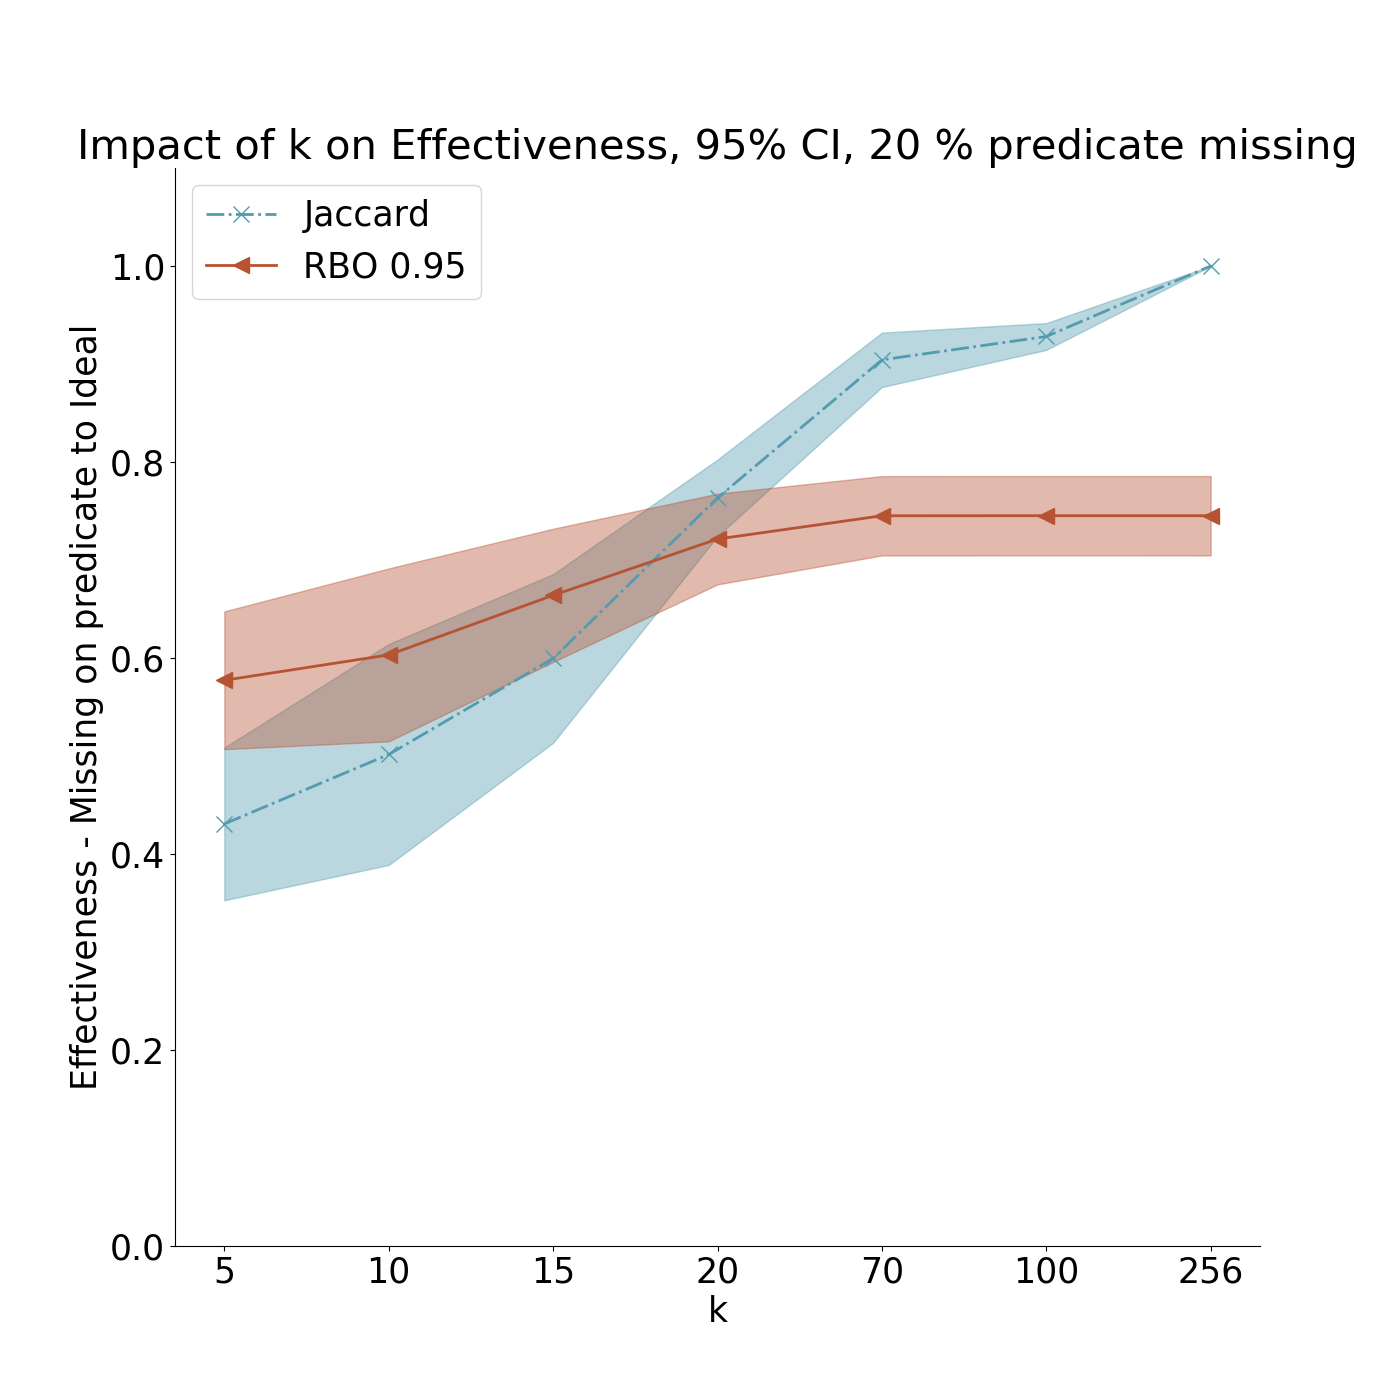 Impact of k on Effectiveness, 95% CI, 20 % predicate missing
Jaccard
RBO 0.95
Effectiveness - Missing on predicate to Ideal
1.0
0.8
0.6
0.4
0.2
0.0
5 10 15 20 70 100 256
k